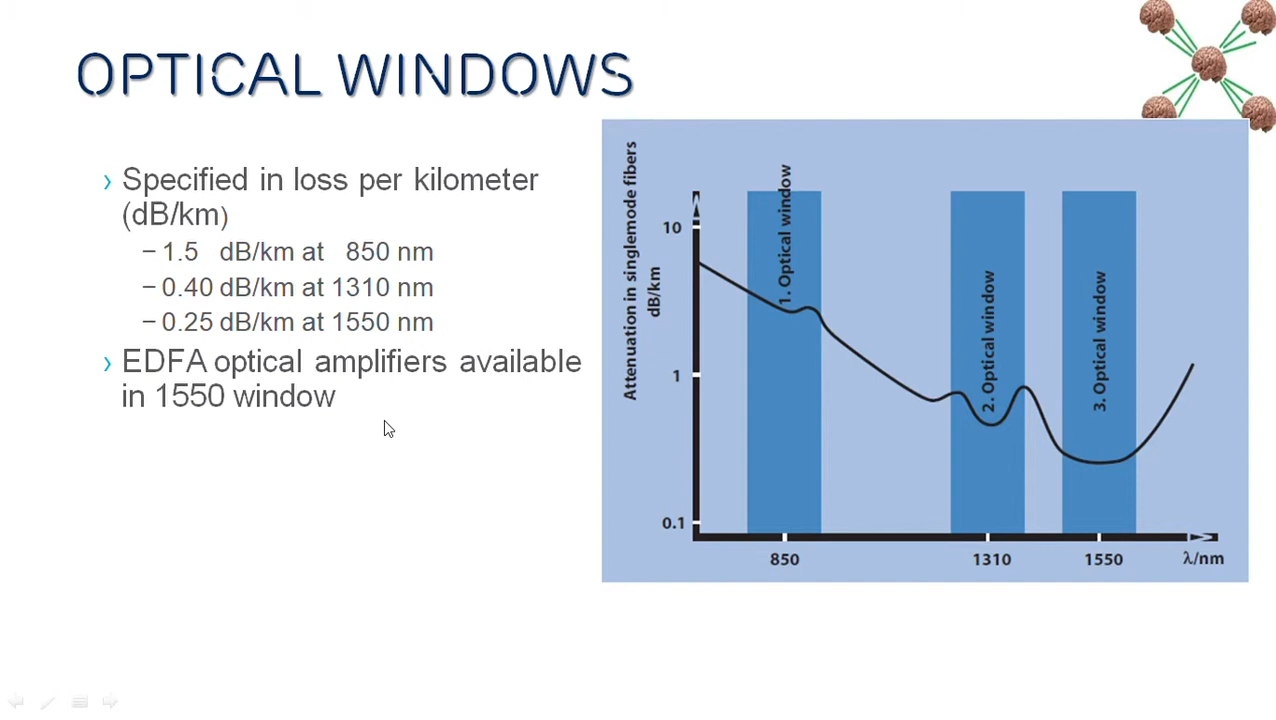 OPTICAL WINDOWS
› Specified in loss per kilometer
(dB/km)
– 1.5 dB/km at 850 nm
– 0.40 dB/km at 1310 nm
– 0.25 dB/km at 1550 nm
› EDFA optical amplifiers available
in 1550 window
Attenuation in singlemode fibers
dB/km
10
1
0.1
1. Optical window
2. Optical window
3. Optical window
850
1310
1550
λ/nm